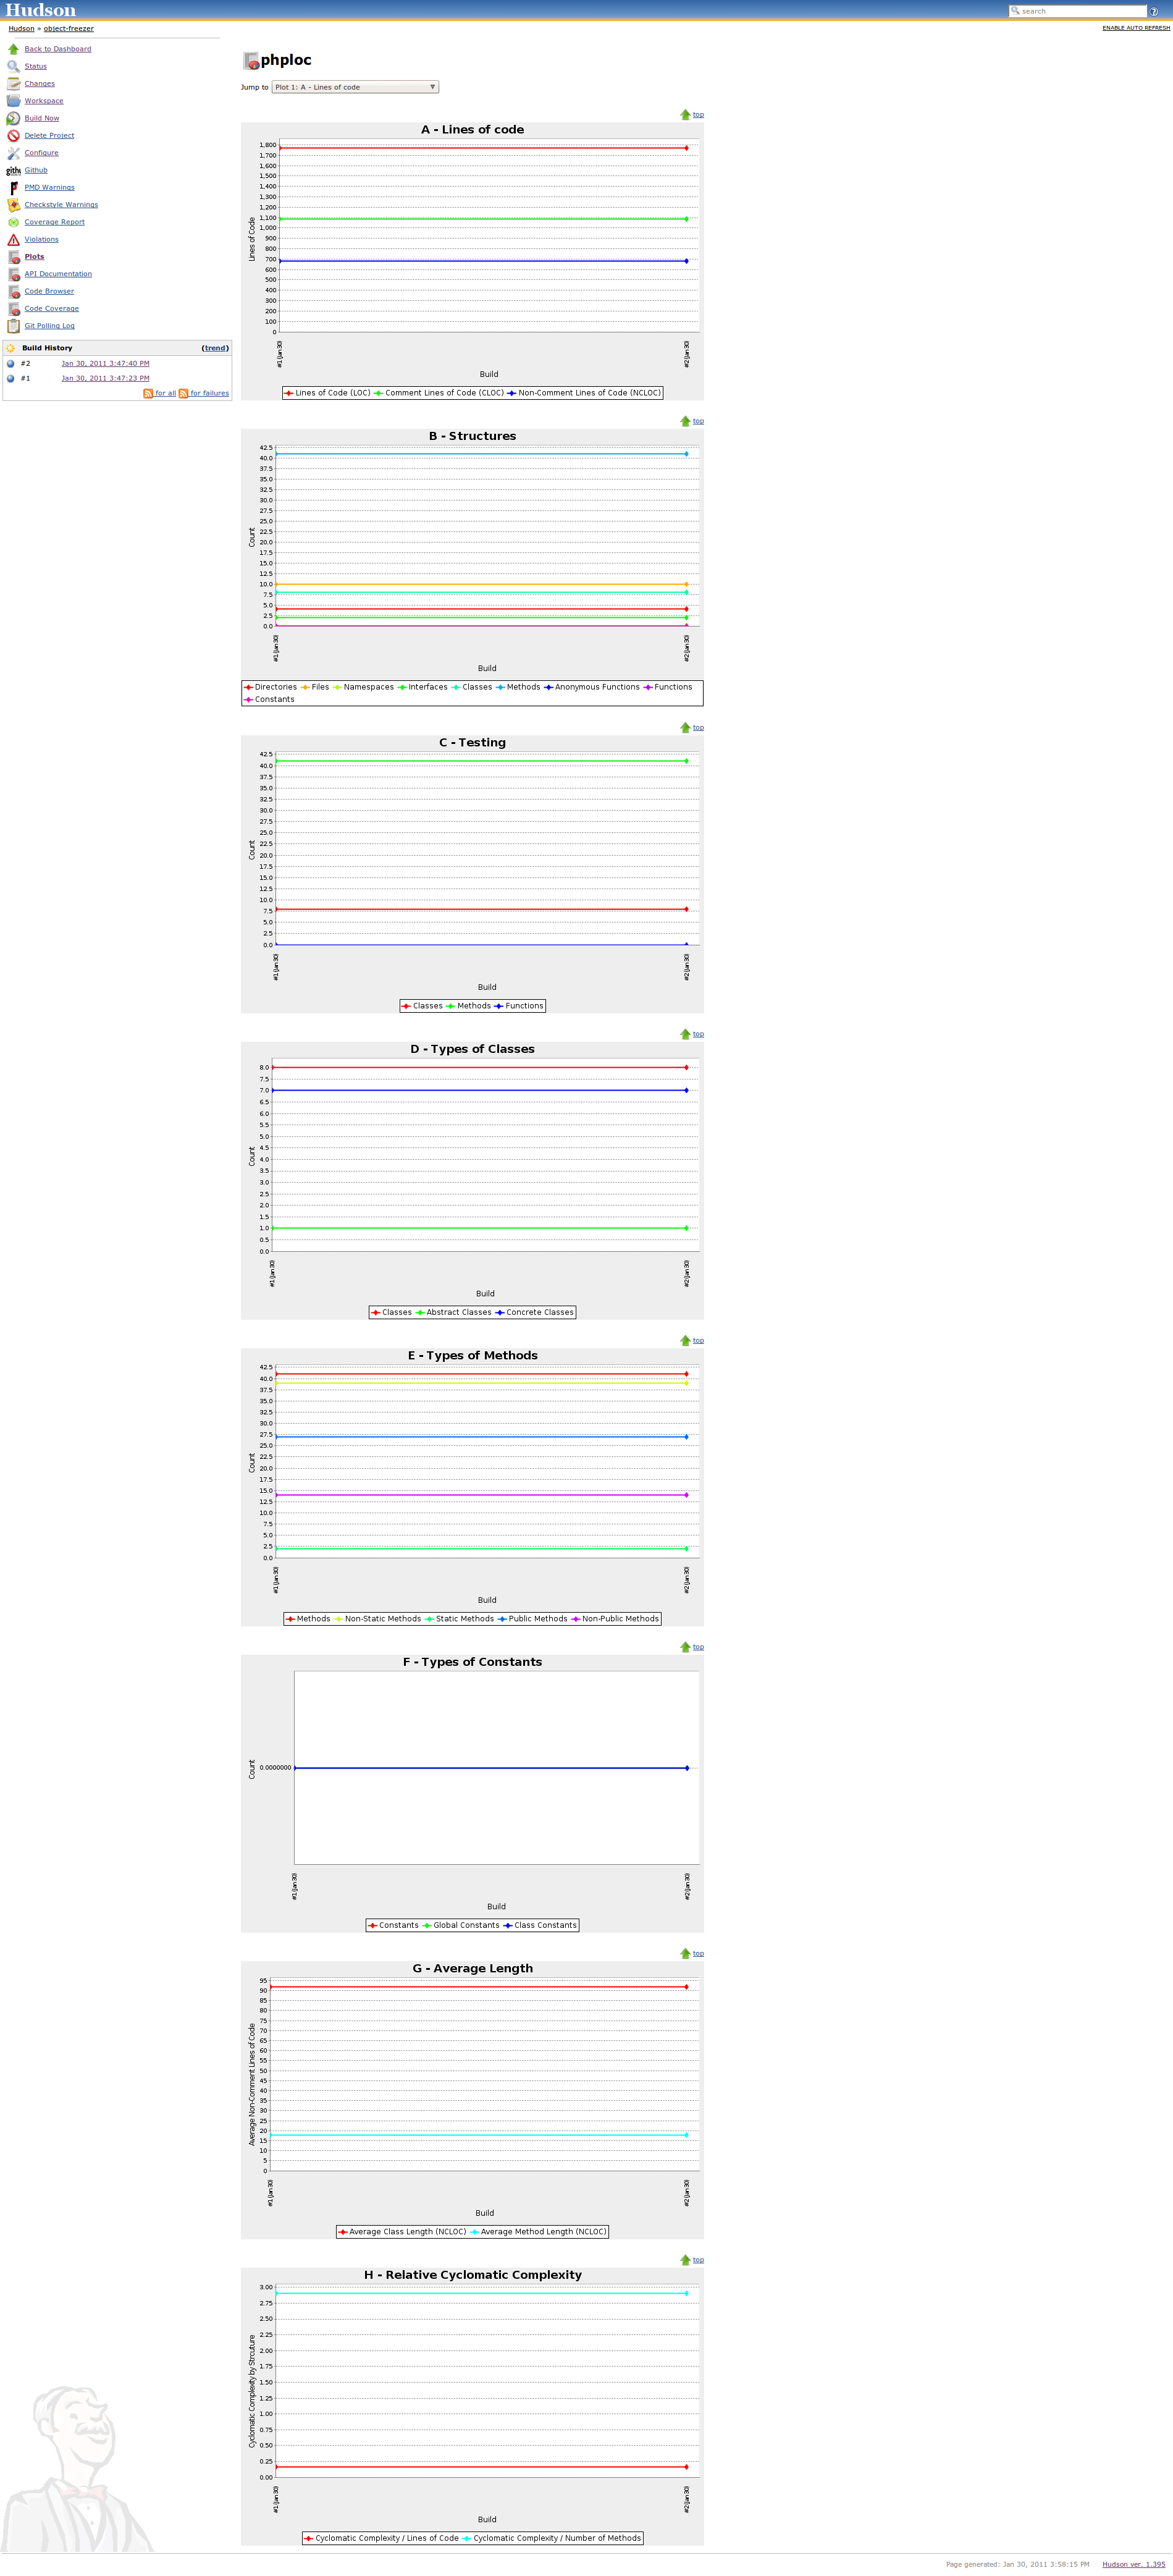 Hudson
search
Hudson » object-freezer
ENABLE AUTO REFRESH
Back to Dashboard
Status
Changes
Workspace
Build Now
Delete Project
Configure
Github
PMD Warnings
Checkstyle Warnings
Coverage Report
Violations
Plots
API Documentation
Code Browser
Code Coverage
Git Polling Log
Build History (trend)
#2 Jan 30, 2011 3:47:40 PM
#1 Jan 30, 2011 3:47:23 PM
for all for failures
phploc
Jump to Plot 1: A - Lines of code
top
A - Lines of code
Lines of Code
1,800
1,700
1,600
1,500
1,400
1,300
1,200
1,100
1,000
900
800
700
600
500
400
300
200
100
0
#1 (Jan 30)
#2 (Jan 30)
Build
Lines of Code (LOC) Comment Lines of Code (CLOC) Non-Comment Lines of Code (NCLOC)
top
B - Structures
Count
42.5
40.0
37.5
35.0
32.5
30.0
27.5
25.0
22.5
20.0
17.5
15.0
12.5
10.0
7.5
5.0
2.5
0.0
#1 (Jan 30)
#2 (Jan 30)
Build
Directories Files Namespaces Interfaces Classes Methods Anonymous Functions Functions
Constants
top
C - Testing
Count
42.5
40.0
37.5
35.0
32.5
30.0
27.5
25.0
22.5
20.0
17.5
15.0
12.5
10.0
7.5
5.0
2.5
0.0
#1 (Jan 30)
#2 (Jan 30)
Build
Classes Methods Functions
top
D - Types of Classes
Count
8.0
7.5
7.0
6.5
6.0
5.5
5.0
4.5
4.0
3.5
3.0
2.5
2.0
1.5
1.0
0.5
0.0
#1 (Jan 30)
#2 (Jan 30)
Build
Classes Abstract Classes Concrete Classes
top
E - Types of Methods
Count
42.5
40.0
37.5
35.0
32.5
30.0
27.5
25.0
22.5
20.0
17.5
15.0
12.5
10.0
7.5
5.0
2.5
0.0
#1 (Jan 30)
#2 (Jan 30)
Build
Methods Non-Static Methods Static Methods Public Methods Non-Public Methods
top
F - Types of Constants
Count
0.0000000
#1 (Jan 30)
#2 (Jan 30)
Build
Constants Global Constants Class Constants
top
G - Average Length
Average Non-Comment Lines of Code
95
90
85
80
75
70
65
60
55
50
45
40
35
30
25
20
15
10
5
0
#1 (Jan 30)
#2 (Jan 30)
Build
Average Class Length (NCLOC) Average Method Length (NCLOC)
top
H - Relative Cyclomatic Complexity
Cyclomatic Complexity by Strcuture
3.00
2.75
2.50
2.25
2.00
1.75
1.50
1.25
1.00
0.75
0.50
0.25
0.00
#1 (Jan 30)
#2 (Jan 30)
Build
Cyclomatic Complexity / Lines of Code Cyclomatic Complexity / Number of Methods
Page generated: Jan 30, 2011 3:58:15 PM Hudson ver. 1.395